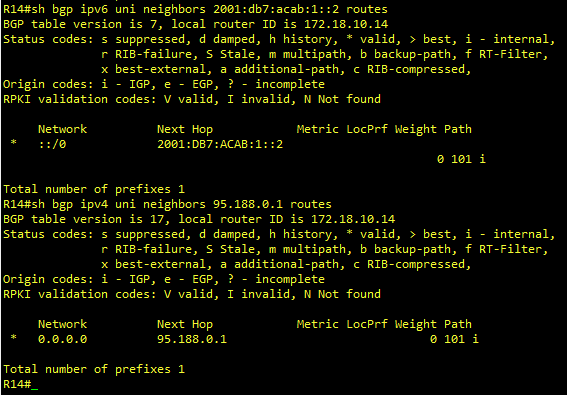 R14#sh bgp ipv6 uni neighbors 2001:db7:acab:1::2 routes
BGP table version is 7, local router ID is 172.18.10.14
Status codes: s suppressed, d damped, h history, * valid, > best, i - internal,
              r RIB-failure, S Stale, m multipath, b backup-path, f RT-Filter,
              x best-external, a additional-path, c RIB-compressed,
Origin codes: i - IGP, e - EGP, ? - incomplete
RPKI validation codes: V valid, I invalid, N Not found
     Network          Next Hop            Metric LocPrf Weight Path
 *   ::/0             2001:DB7:ACAB:1::2
                                                             0 101 i
Total number of prefixes 1
R14#sh bgp ipv4 uni neighbors 95.188.0.1 routes
BGP table version is 17, local router ID is 172.18.10.14
Status codes: s suppressed, d damped, h history, * valid, > best, i - internal,
              r RIB-failure, S Stale, m multipath, b backup-path, f RT-Filter,
              x best-external, a additional-path, c RIB-compressed,
Origin codes: i - IGP, e - EGP, ? - incomplete
RPKI validation codes: V valid, I invalid, N Not found
     Network          Next Hop            Metric LocPrf Weight Path
 *   0.0.0.0          95.188.0.1                             0 101 i
Total number of prefixes 1
R14#_